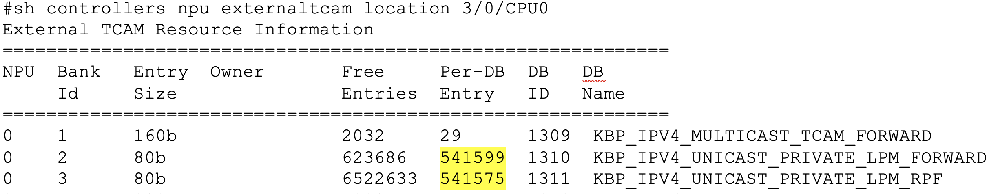 #sh controllers npu externaltcam location 3/0/CPU0
External TCAM Resource Information
=============================================================
NPU  Bank   Entry  Owner       Free     Per-DB  DB   DB
     Id     Size               Entries  Entry   ID   Name
=============================================================
0    1      160b               2032     29      1309  KBP_IPV4_MULTICAST_TCAM_FORWARD
0    2      80b                623686   541599  1310  KBP_IPV4_UNICAST_PRIVATE_LPM_FORWARD
0    3      80b                6522633  541575  1311  KBP_IPV4_UNICAST_PRIVATE_LPM_RPF